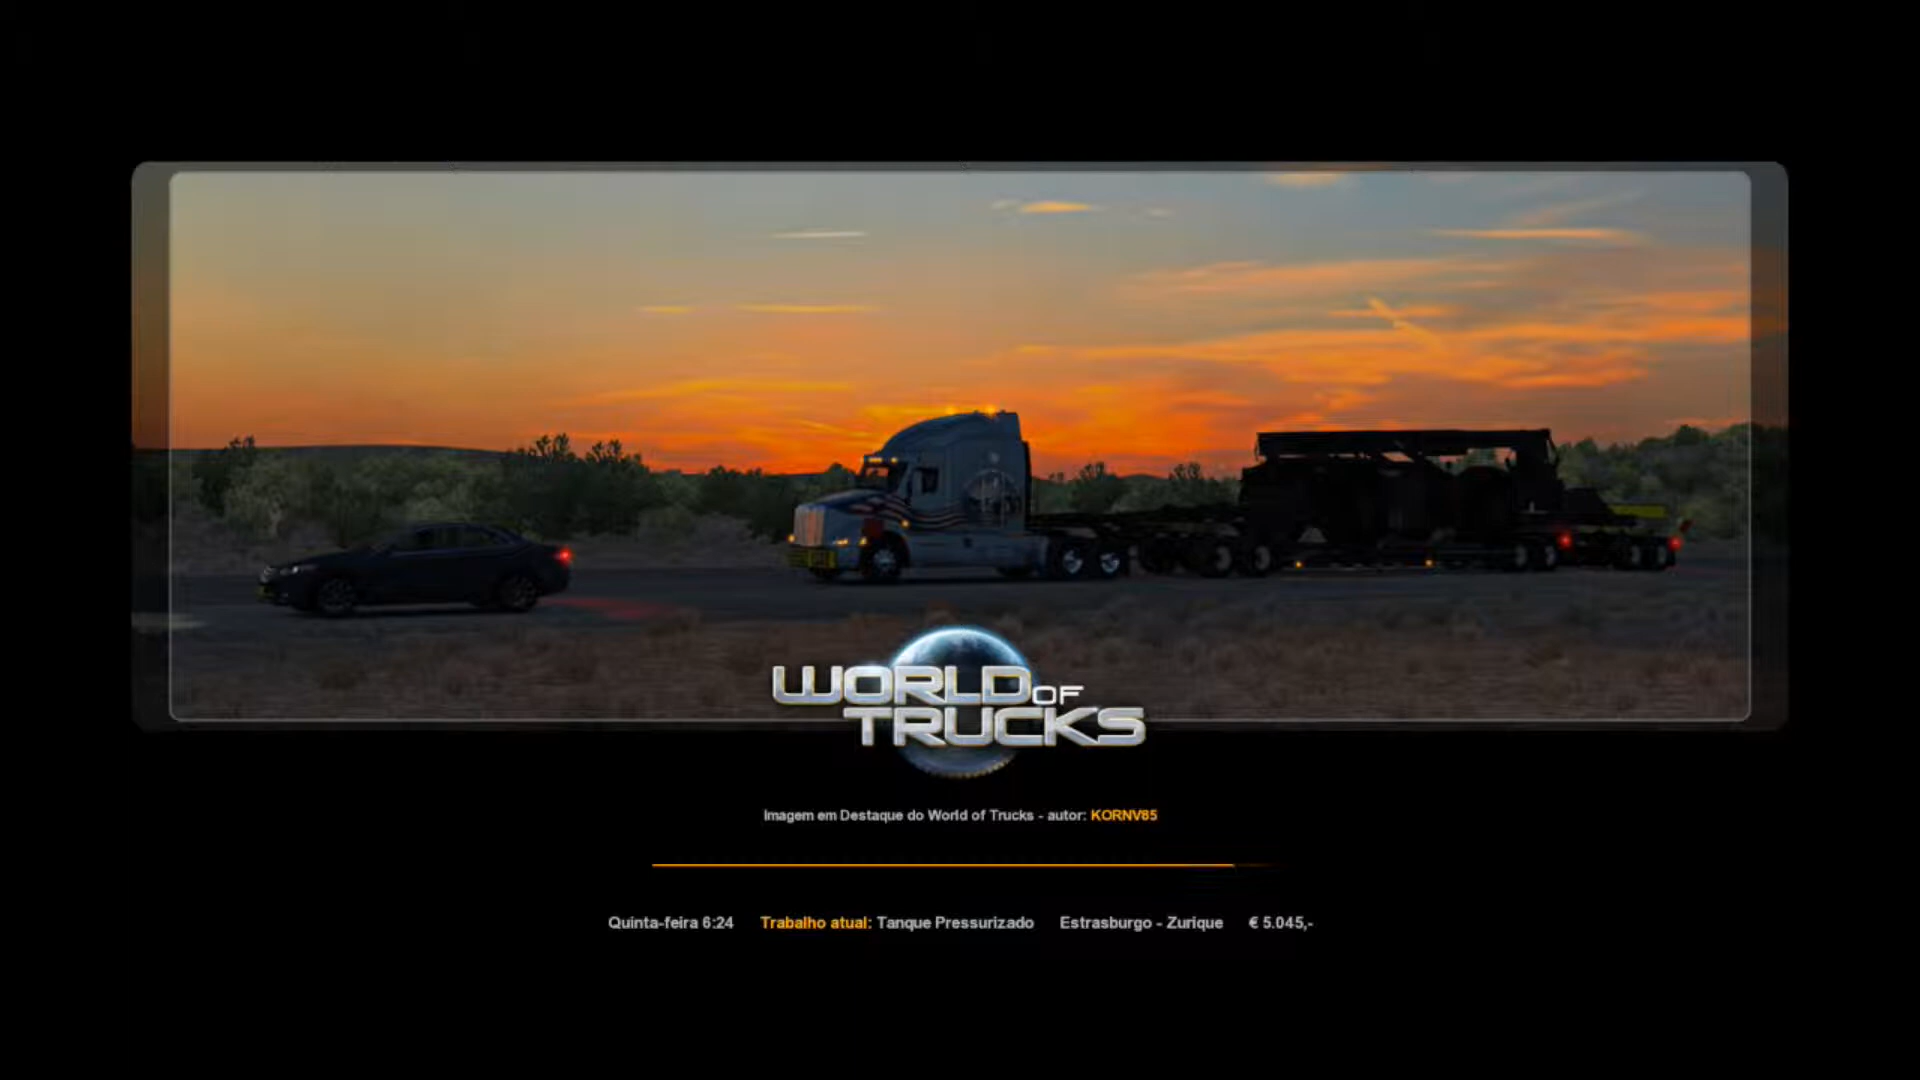 WORLD OF
TRUCKS
Imagem em Destaque do World of Trucks - autor: KORNV85
Quinta-feira 6:24 Trabalho atual: Tanque Pressurizado Estrasburgo - Zurique € 5.045,-